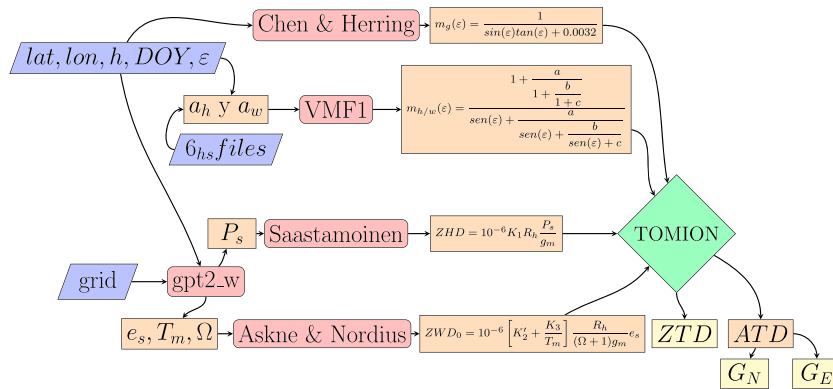 Chen & Herring
m_g(ε) = 1 / (sin(ε)tan(ε) + 0.0032)
lat, lon, h, DOY, ε
a_h y a_w
VMF1
m_{h/w}(ε) = (1 + a / (1 + b / (1 + c))) / (sen(ε) + a / (sen(ε) + b / (sen(ε) + c)))
6_{hs}files
P_s
Saastamoinen
ZHD = 10^{-6}K_1R_h P_s / g_m
TOMION
grid
gpt2_w
e_s, T_m, Ω
Askne & Nordius
ZWD_0 = 10^{-6} [K'_2 + K_3 / T_m] R_h / ((Ω + 1)g_m) e_s
ZTD
ATD
G_N
G_E